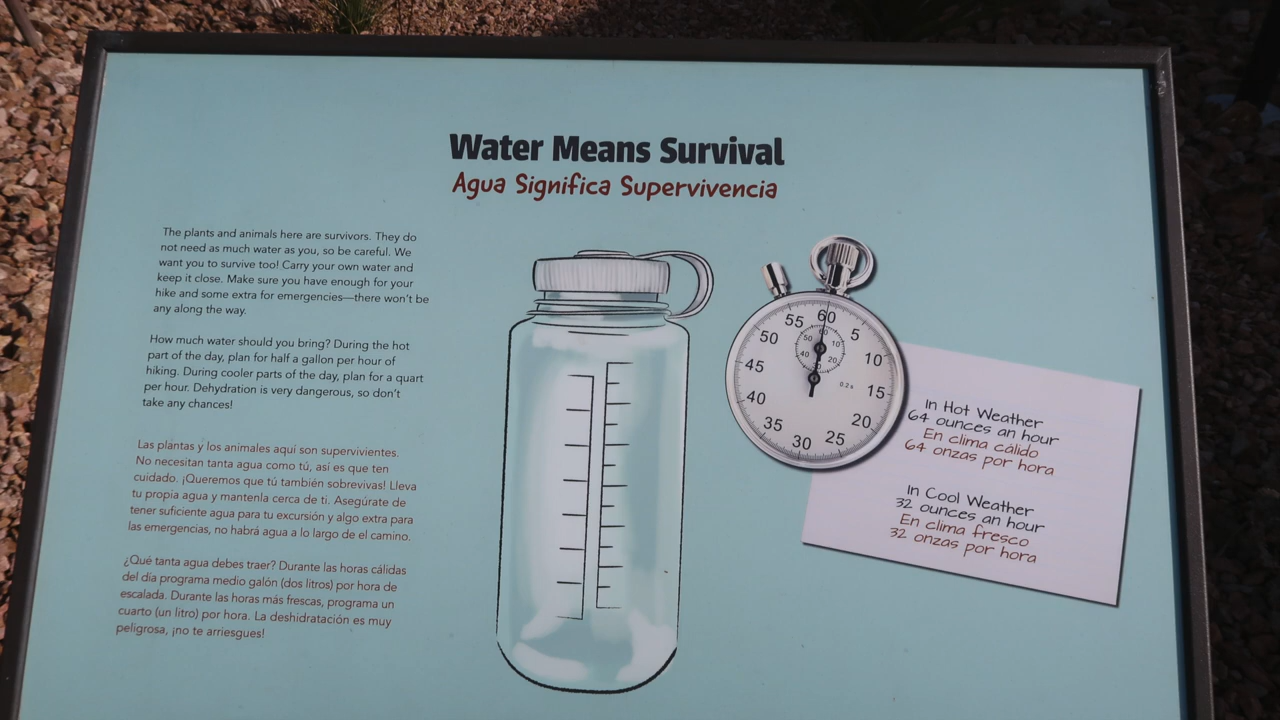 Water Means Survival
Agua Significa Supervivencia
The plants and animals here are survivors. They do
not need as much water as you, so be careful. We
want you to survive too! Carry your own water and
keep it close. Make sure you have enough for your
hike and some extra for emergencies—there won't be
any along the way.
How much water should you bring? During the hot
part of the day, plan for half a gallon per hour of
hiking. During cooler parts of the day, plan for a quart
per hour. Dehydration is very dangerous, so don't
take any chances!
Las plantas y los animales aquí son supervivientes.
No necesitan tanta agua como tú, así es que ten
cuidado. ¡Queremos que tú también sobrevivas! Lleva
tu propia agua y mantenla cerca de ti. Asegúrate de
tener suficiente agua para tu excursión y algo extra para
las emergencias, no habrá agua a lo largo de el camino.
¿Qué tanta agua debes traer? Durante las horas cálidas
del día programa medio galón (dos litros) por hora de
escalada. Durante las horas más frescas, programa un
cuarto (un litro) por hora. La deshidratación es muy
peligrosa, ¡no te arriesgues!
60
5
10
15
20
25
30
35
40
45
50
55
In Hot Weather
64 ounces an hour
En clima cálido
64 onzas por hora
In Cool Weather
32 ounces an hour
En clima fresco
32 onzas por hora